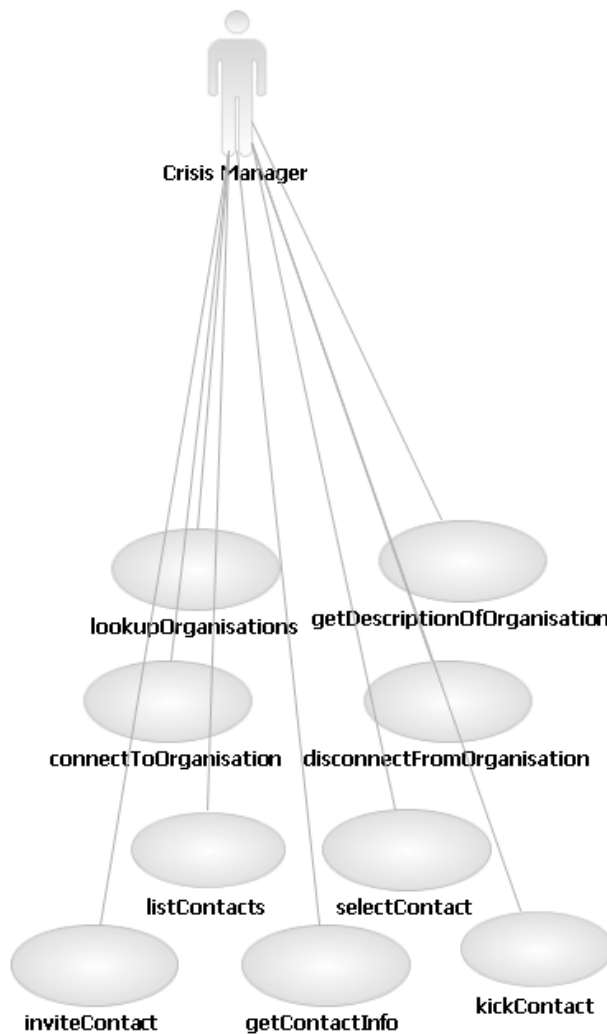 Crisis Manager
lookupOrganisations
getDescriptionOfOrganisation
connectToOrganisation
disconnectFromOrganisation
listContacts
selectContact
inviteContact
getContactInfo
kickContact